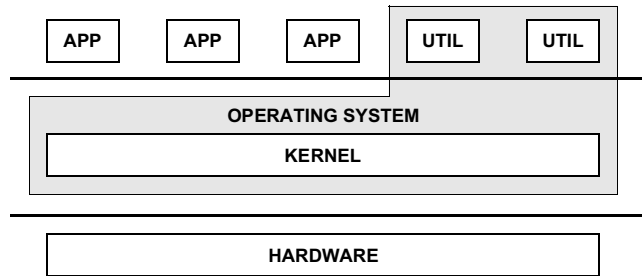 APP APP APP UTIL UTIL
OPERATING SYSTEM
KERNEL
HARDWARE